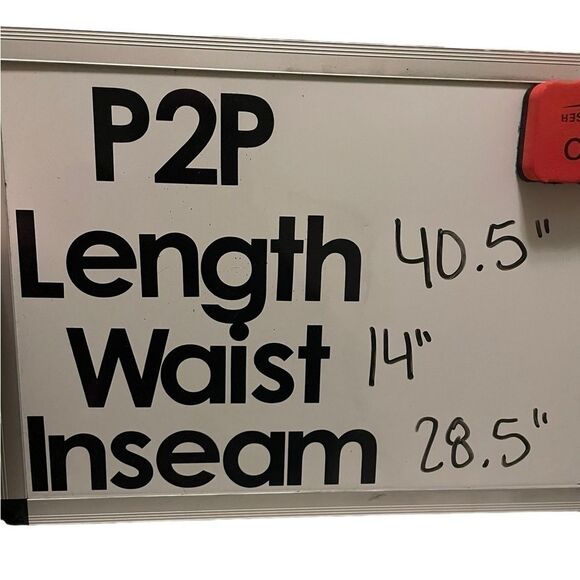 P2P
Length 40.5"
Waist 14"
Inseam 28.5"